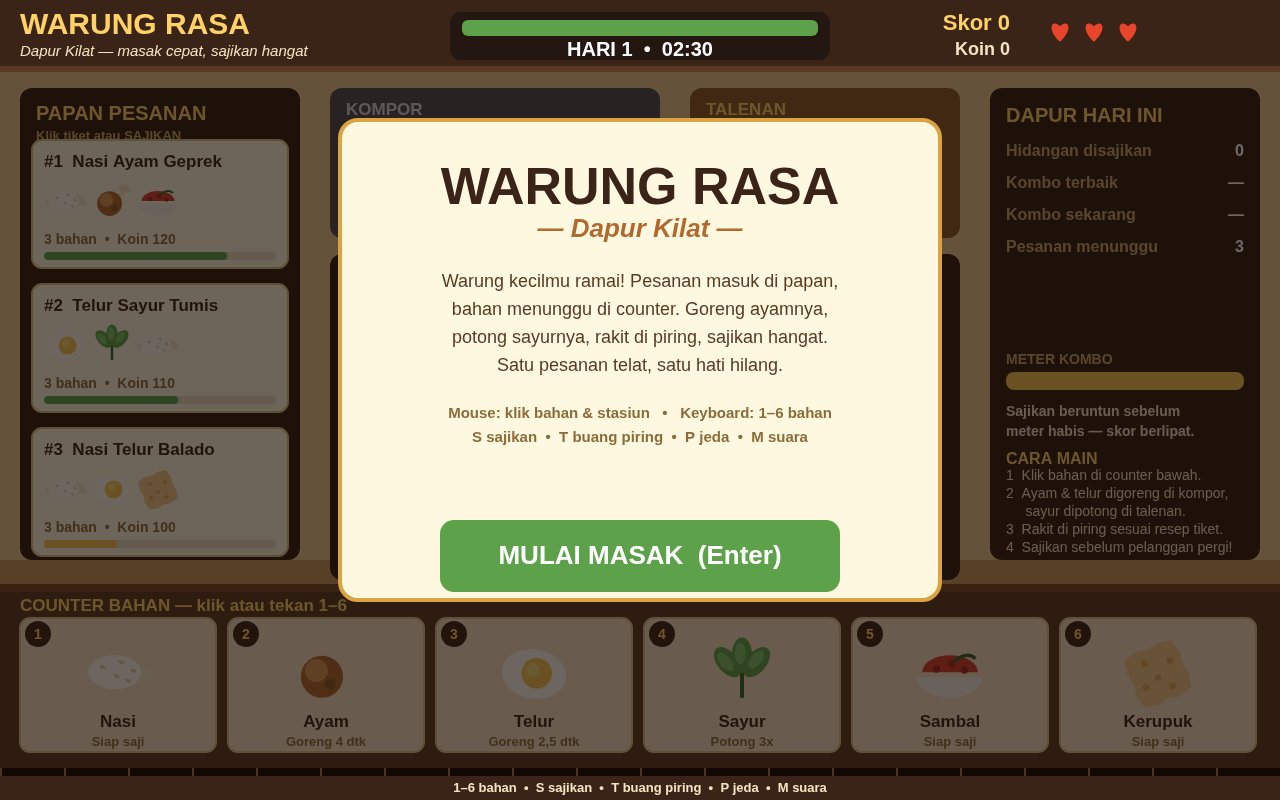 WARUNG RASA
Dapur Kilat — masak cepat, sajikan hangat
HARI 1 • 02:30
Skor 0
Koin 0
PAPAN PESANAN
Klik tiket atau SAJIKAN
#1 Nasi Ayam Geprek
3 bahan • Koin 120
#2 Telur Sayur Tumis
3 bahan • Koin 110
#3 Nasi Telur Balado
3 bahan • Koin 100
KOMPOR
TALENAN
WARUNG RASA
— Dapur Kilat —
Warung kecilmu ramai! Pesanan masuk di papan,
bahan menunggu di counter. Goreng ayamnya,
potong sayurnya, rakit di piring, sajikan hangat.
Satu pesanan telat, satu hati hilang.
Mouse: klik bahan & stasiun • Keyboard: 1–6 bahan
S sajikan • T buang piring • P jeda • M suara
MULAI MASAK (Enter)
DAPUR HARI INI
Hidangan disajikan 0
Kombo terbaik —
Kombo sekarang —
Pesanan menunggu 3
METER KOMBO
Sajikan beruntun sebelum
meter habis — skor berlipat.
CARA MAIN
1 Klik bahan di counter bawah.
2 Ayam & telur digoreng di kompor,
sayur dipotong di talenan.
3 Rakit di piring sesuai resep tiket.
4 Sajikan sebelum pelanggan pergi!
COUNTER BAHAN — klik atau tekan 1–6
1
Nasi
Siap saji
2
Ayam
Goreng 4 dtk
3
Telur
Goreng 2,5 dtk
4
Sayur
Potong 3x
5
Sambal
Siap saji
6
Kerupuk
Siap saji
1–6 bahan • S sajikan • T buang piring • P jeda • M suara